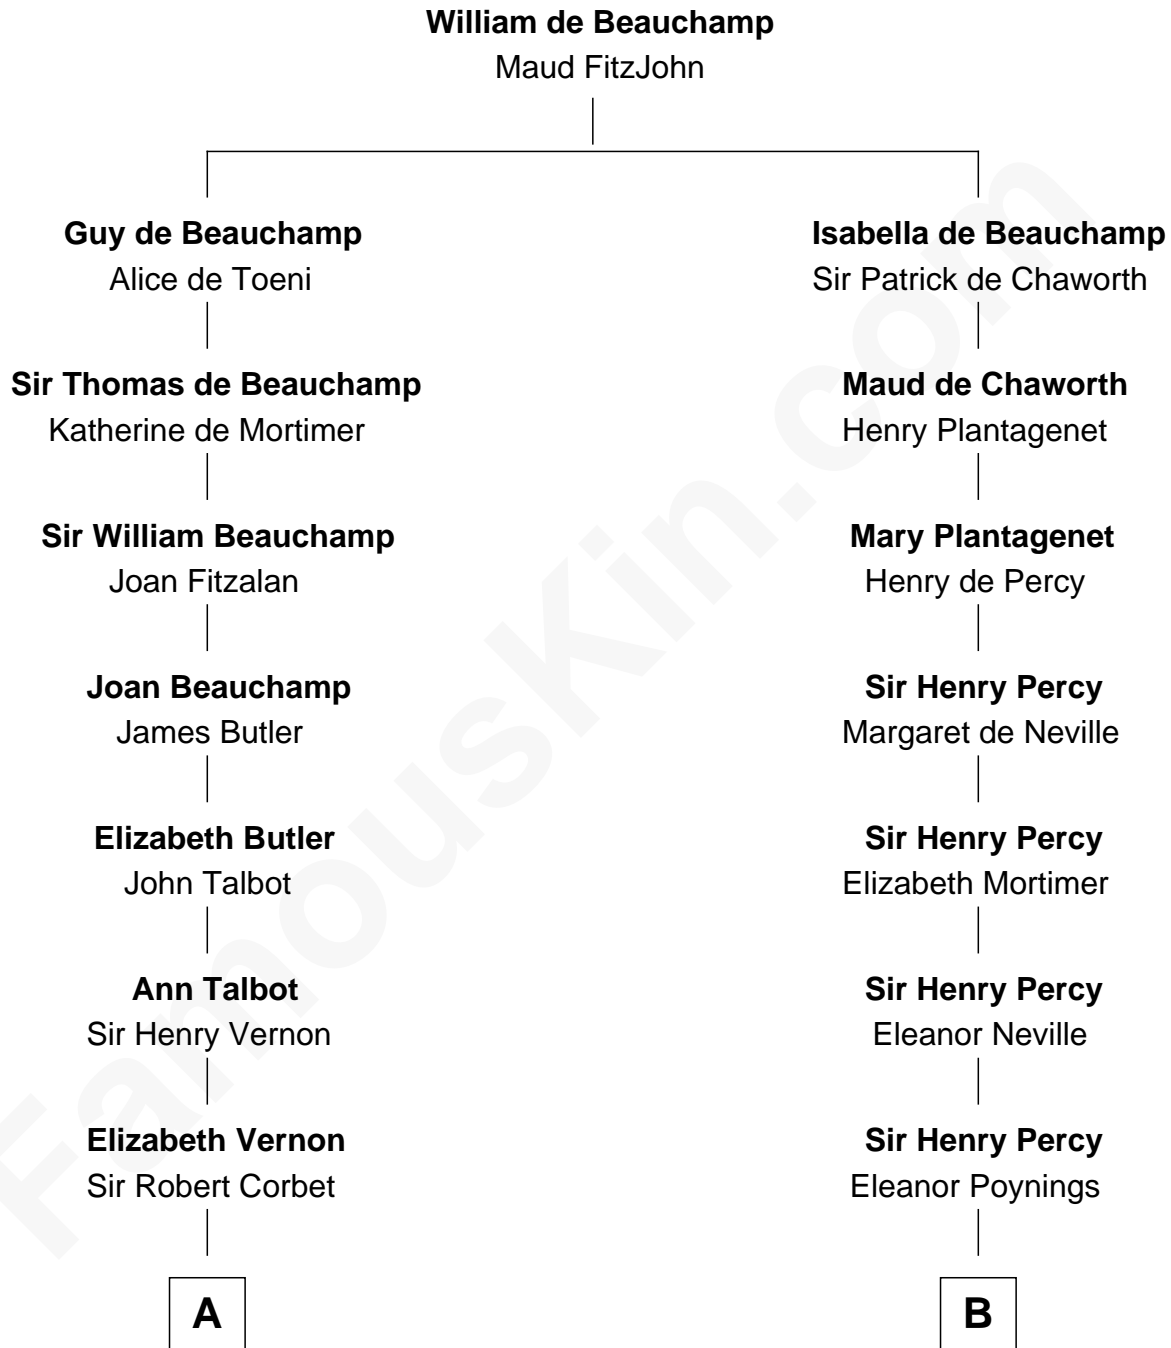 William de Beauchamp
Maud FitzJohn
Guy de Beauchamp
Alice de Toeni
Isabella de Beauchamp
Sir Patrick de Chaworth
Sir Thomas de Beauchamp
Katherine de Mortimer
Maud de Chaworth
Henry Plantagenet
Sir William Beauchamp
Joan Fitzalan
Mary Plantagenet
Henry de Percy
Joan Beauchamp
James Butler
Sir Henry Percy
Margaret de Neville
Elizabeth Butler
John Talbot
Sir Henry Percy
Elizabeth Mortimer
Ann Talbot
Sir Henry Vernon
Sir Henry Percy
Eleanor Neville
Elizabeth Vernon
Sir Robert Corbet
Sir Henry Percy
Eleanor Poynings
A
B
FamousKin.com